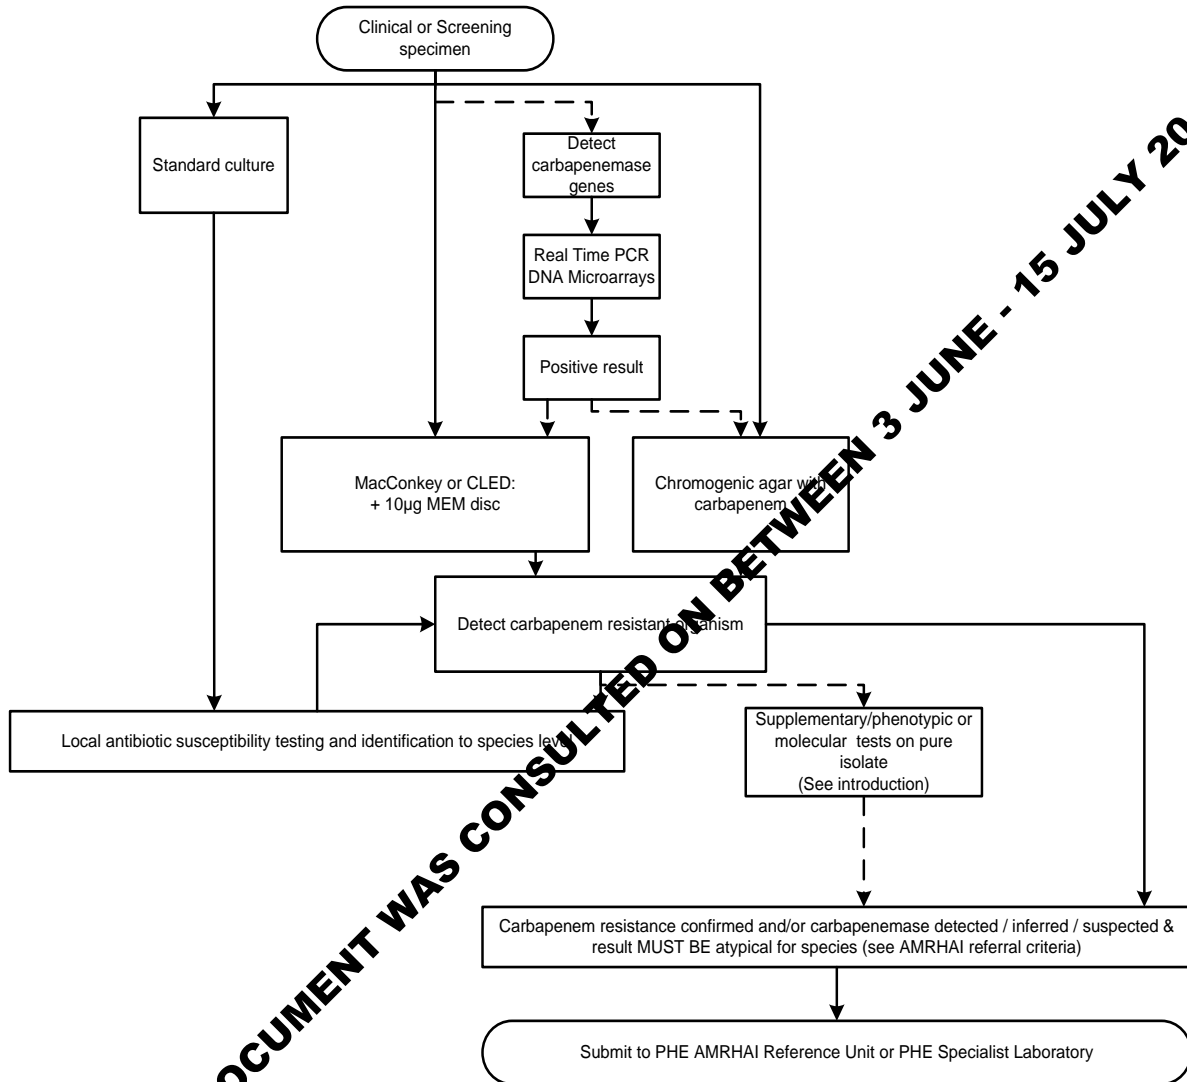 Clinical or Screening
specimen
Standard culture
Detect
carbapenemase
genes
Real Time PCR
DNA Microarrays
Positive result
MacConkey or CLED:
+ 10µg MEM disc
Chromogenic agar with
carbapenem
Detect carbapenem resistant organism
Local antibiotic susceptibility testing and identification to species level
Supplementary/phenotypic or
molecular tests on pure
isolate
(See introduction)
Carbapenem resistance confirmed and/or carbapenemase detected / inferred / suspected &
result MUST BE atypical for species (see AMRHAI referral criteria)
Submit to PHE AMRHAI Reference Unit or PHE Specialist Laboratory
OCUMENT WAS CONSULTED ON BETWEEN 3 JUNE - 15 JULY 20